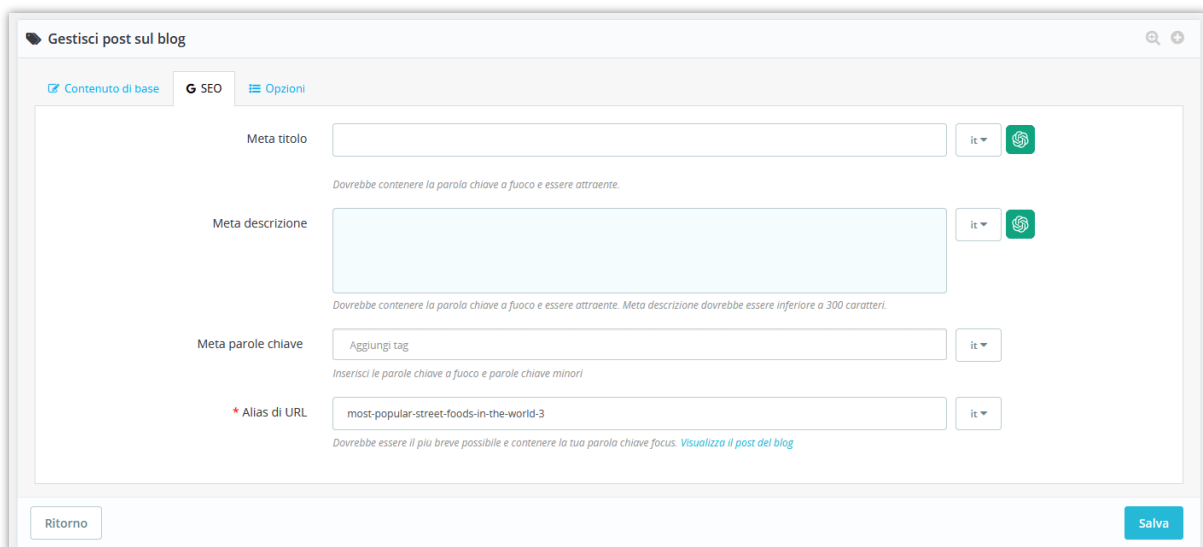 Gestisci post sul blog
Contenuto di base
G SEO
Opzioni
Meta titolo
it
Dovrebbe contenere la parola chiave a fuoco e essere attraente.
Meta descrizione
it
Dovrebbe contenere la parola chiave a fuoco e essere attraente. Meta descrizione dovrebbe essere inferiore a 300 caratteri.
Meta parole chiave
Aggiungi tag
it
Inserisci le parole chiave a fuoco e parole chiave minori
* Alias di URL
most-popular-street-foods-in-the-world-3
it
Dovrebbe essere il più breve possibile e contenere la tua parola chiave focus. Visualizza il post del blog
Ritorno
Salva